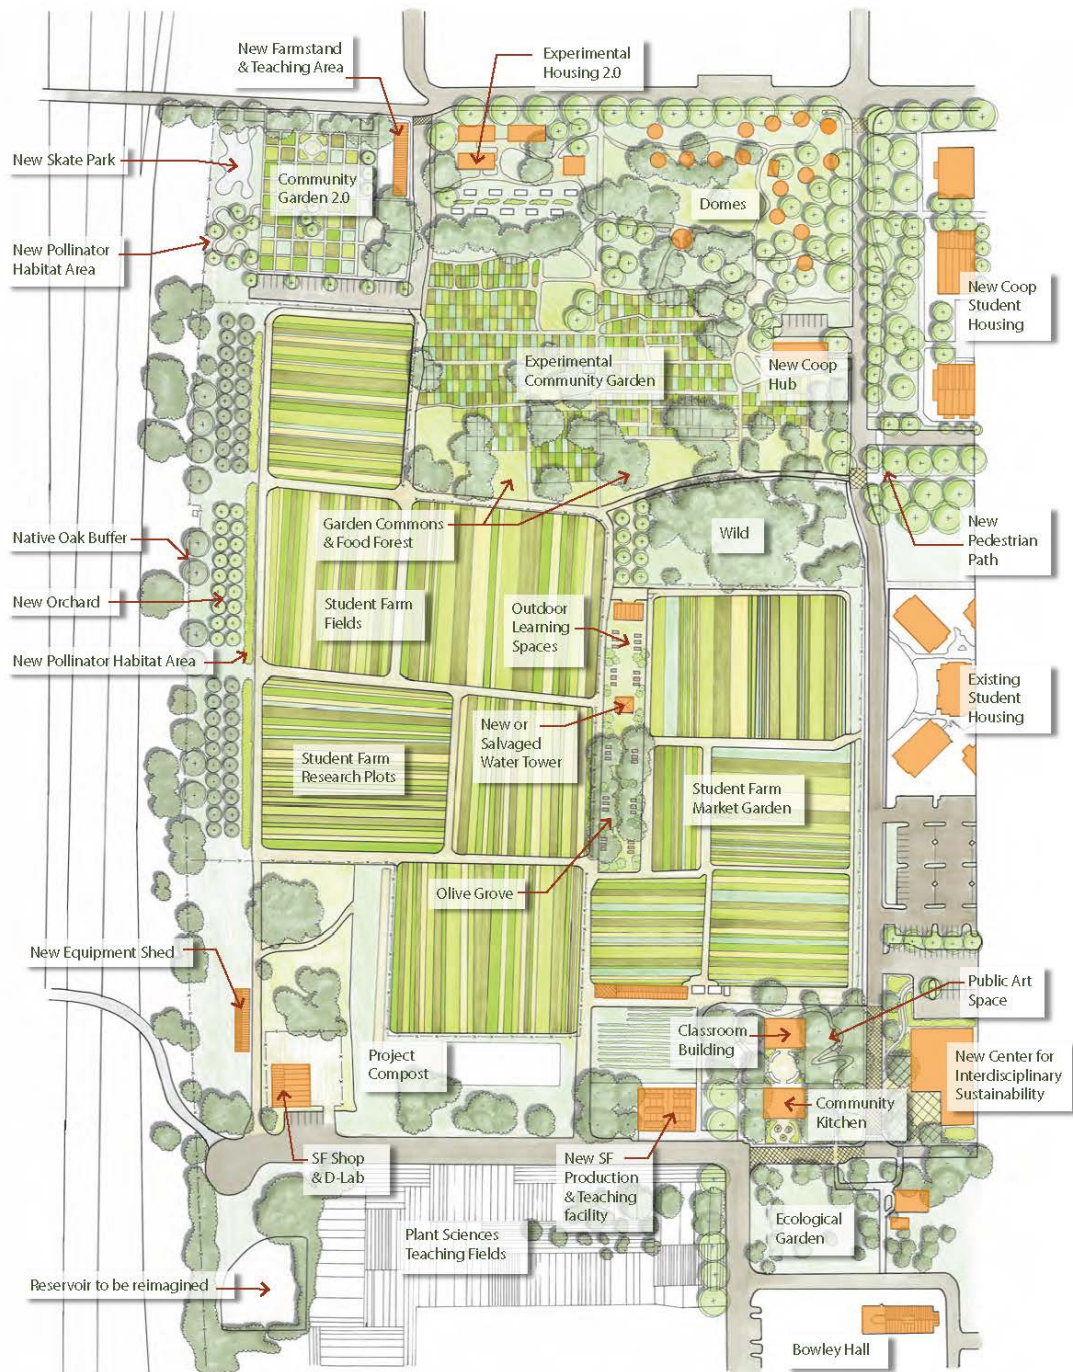 New Farmstand
& Teaching Area
Experimental
Housing 2.0
New Skate Park
Community
Garden 2.0
Domes
New Pollinator
Habitat Area
New Coop
Student
Housing
Experimental
Community Garden
New Coop
Hub
Garden Commons
& Food Forest
Wild
New
Pedestrian
Path
Native Oak Buffer
New Orchard
Student Farm
Fields
Outdoor
Learning
Spaces
New Pollinator Habitat Area
Existing
Student
Housing
New or
Salvaged
Water Tower
Student Farm
Research Plots
Student Farm
Market Garden
Olive Grove
New Equipment Shed
Public Art
Space
Classroom
Building
Project
Compost
New Center for
Interdisciplinary
Sustainability
Community
Kitchen
SF Shop
& D-Lab
New SF
Production
& Teaching
facility
Ecological
Garden
Plant Sciences
Teaching Fields
Reservoir to be reimagined
Bowley Hall